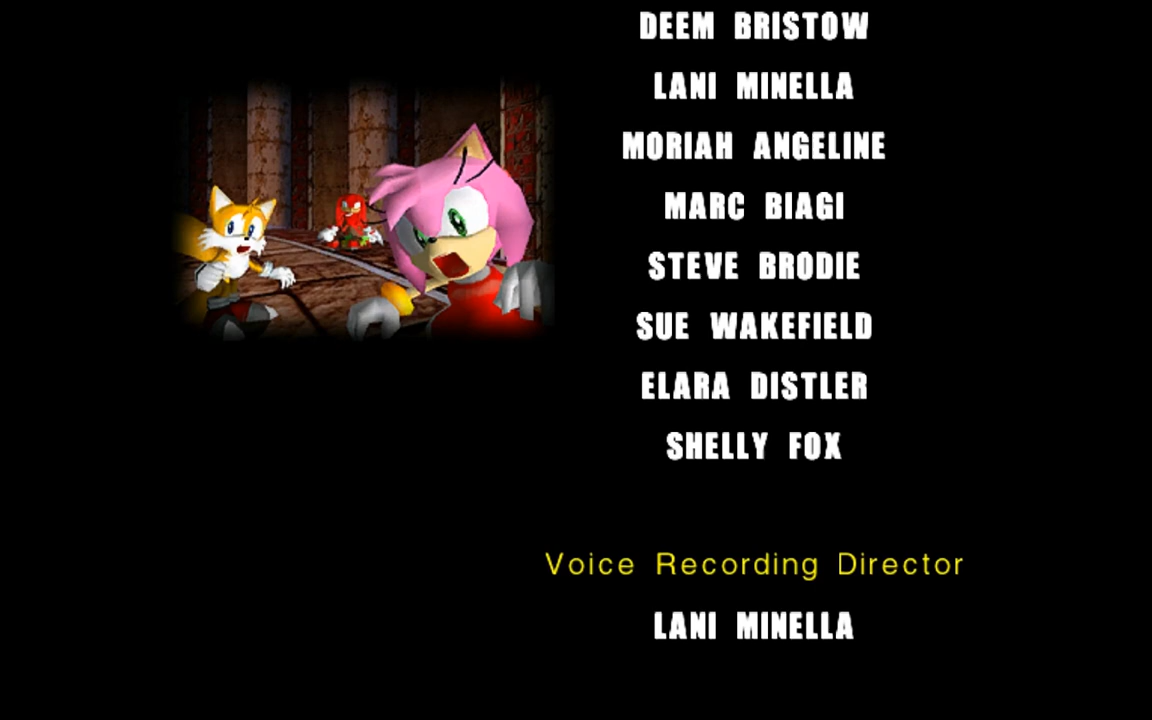 DEEM BRISTOW
LANI MINELLA
MORIAH ANGELINE
MARC BIAGI
STEVE BRODIE
SUE WAKEFIELD
ELARA DISTLER
SHELLY FOX
Voice Recording Director
LANI MINELLA